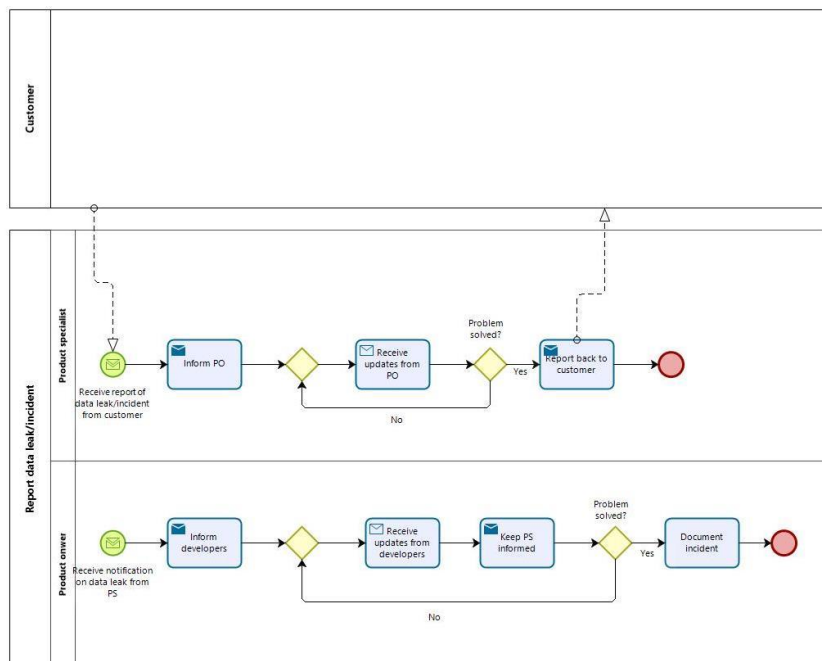 Customer
Report data leak/incident
Product specialist
Receive report of
data leak/incident
from customer
Inform PO
Receive
updates from
PO
Problem
solved?
Yes
No
Report back to
customer
Product onwer
Receive notification
on data leak from
PS
Inform
developers
Receive
updates from
developers
Keep PS
informed
Problem
solved?
Yes
No
Document
incident